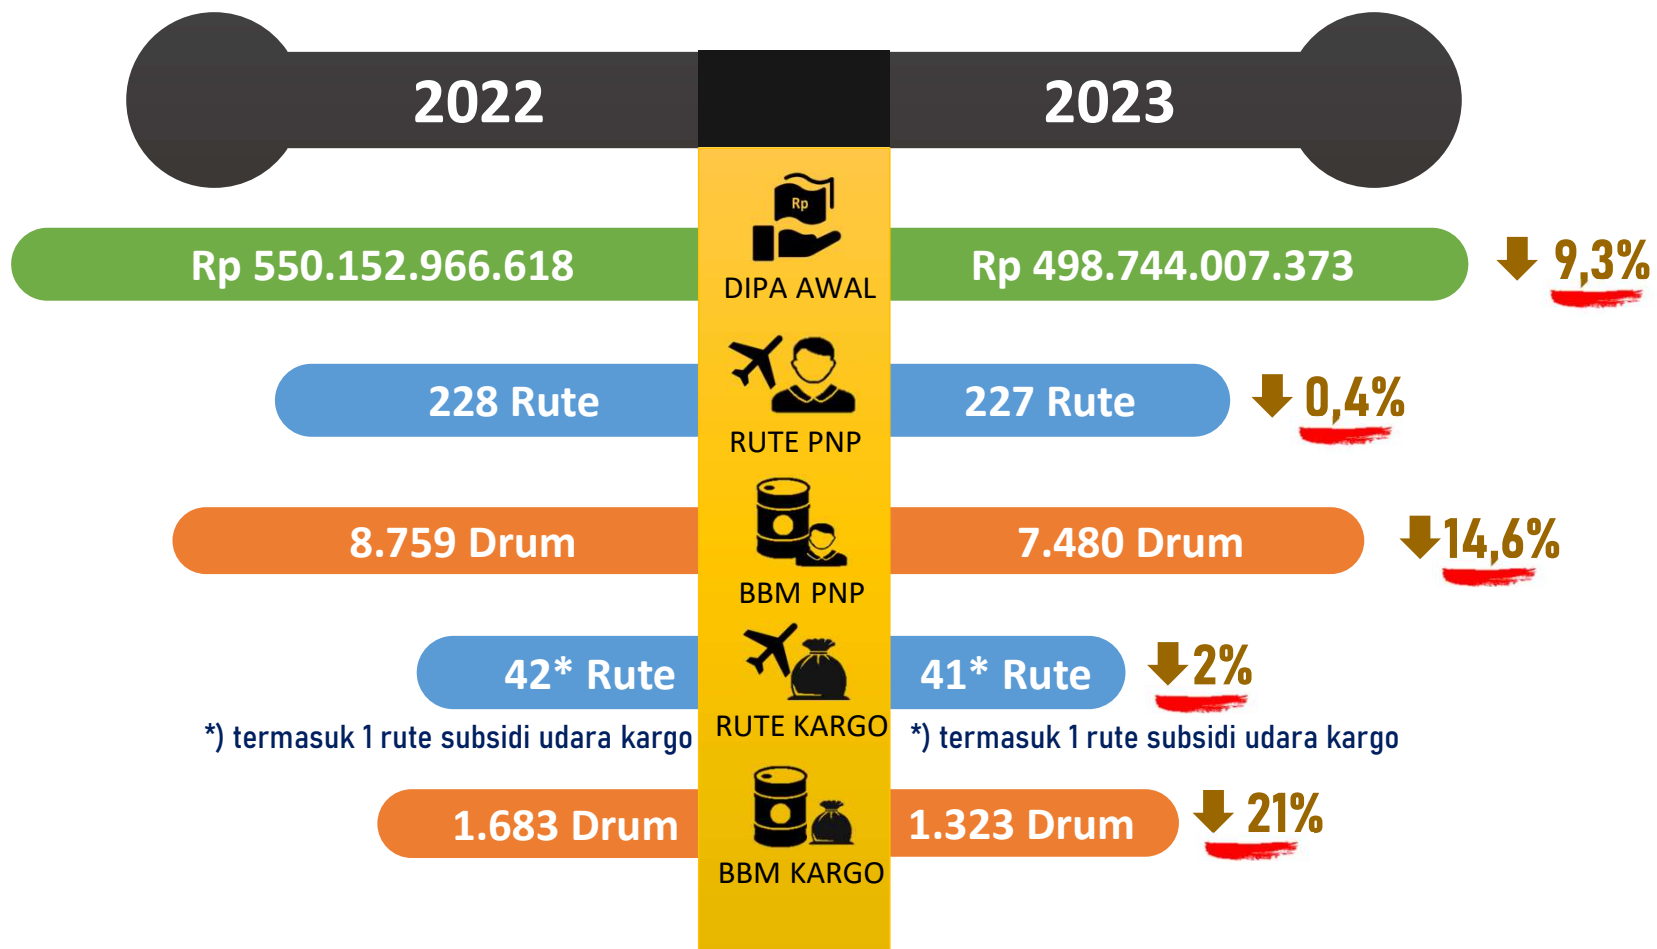 2022
2023
Rp
Rp 550.152.966.618
DIPA AWAL
Rp 498.744.007.373
9,3%
228 Rute
RUTE PNP
227 Rute
0,4%
8.759 Drum
BBM PNP
7.480 Drum
14,6%
42* Rute
RUTE KARGO
41* Rute
2%
*) termasuk 1 rute subsidi udara kargo
*) termasuk 1 rute subsidi udara kargo
1.683 Drum
BBM KARGO
1.323 Drum
21%